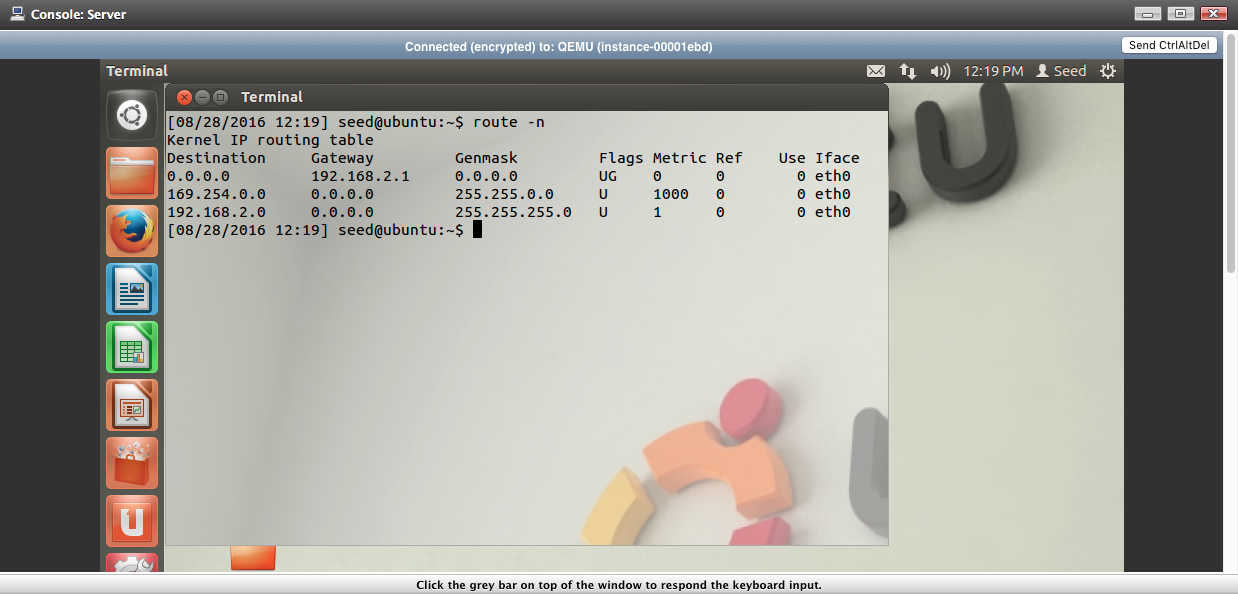 Console: Server
Connected (encrypted) to: QEMU (instance-00001ebd)
Send CtrlAltDel
Terminal
12:19 PM
Seed
Terminal
[08/28/2016 12:19] seed@ubuntu:~$ route -n
Kernel IP routing table
Destination     Gateway         Genmask         Flags Metric Ref    Use Iface
0.0.0.0         192.168.2.1     0.0.0.0         UG    0      0        0 eth0
169.254.0.0     0.0.0.0         255.255.0.0     U     1000   0        0 eth0
192.168.2.0     0.0.0.0         255.255.255.0   U     1      0        0 eth0
[08/28/2016 12:19] seed@ubuntu:~$
Click the grey bar on top of the window to respond the keyboard input.